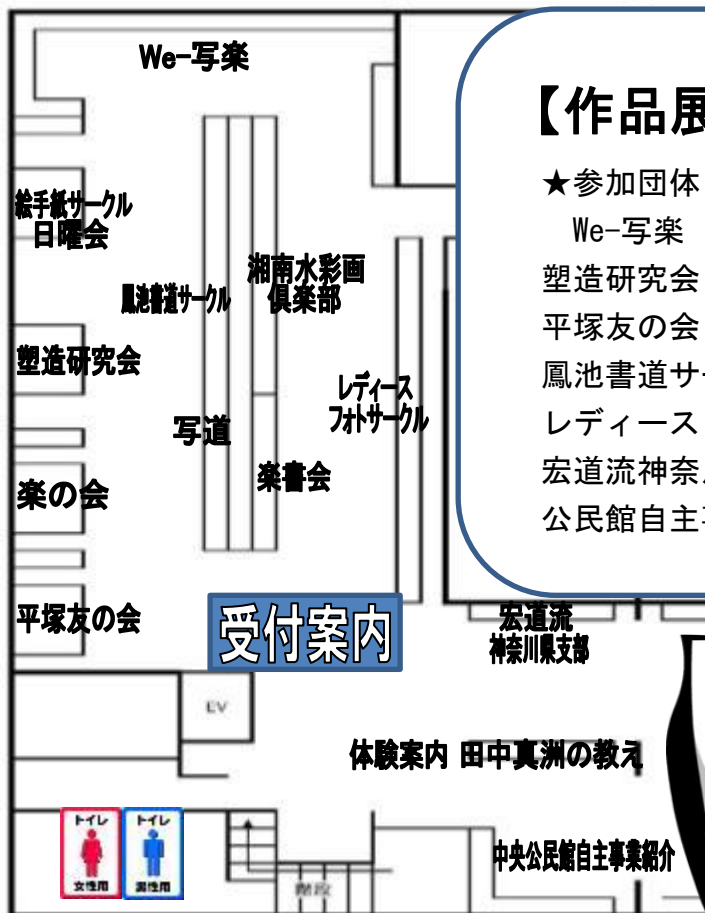 We-写楽
絵手紙サークル
日曜会
鳳池書道サークル
湘南水彩画
倶楽部
塑造研究会
レディース
フォトサークル
写道
楽書会
楽の会
平塚友の会
受付案内
宏道流
神奈川県支部
EV
体験案内 田中真洲の教え
トイレ
女性用
トイレ
男性用
階段
中央公民館自主事業紹介
【作品展
★参加団体
We-写楽
塑造研究会
平塚友の会
鳳池書道サー
レディース
宏道流神奈川
公民館自主事